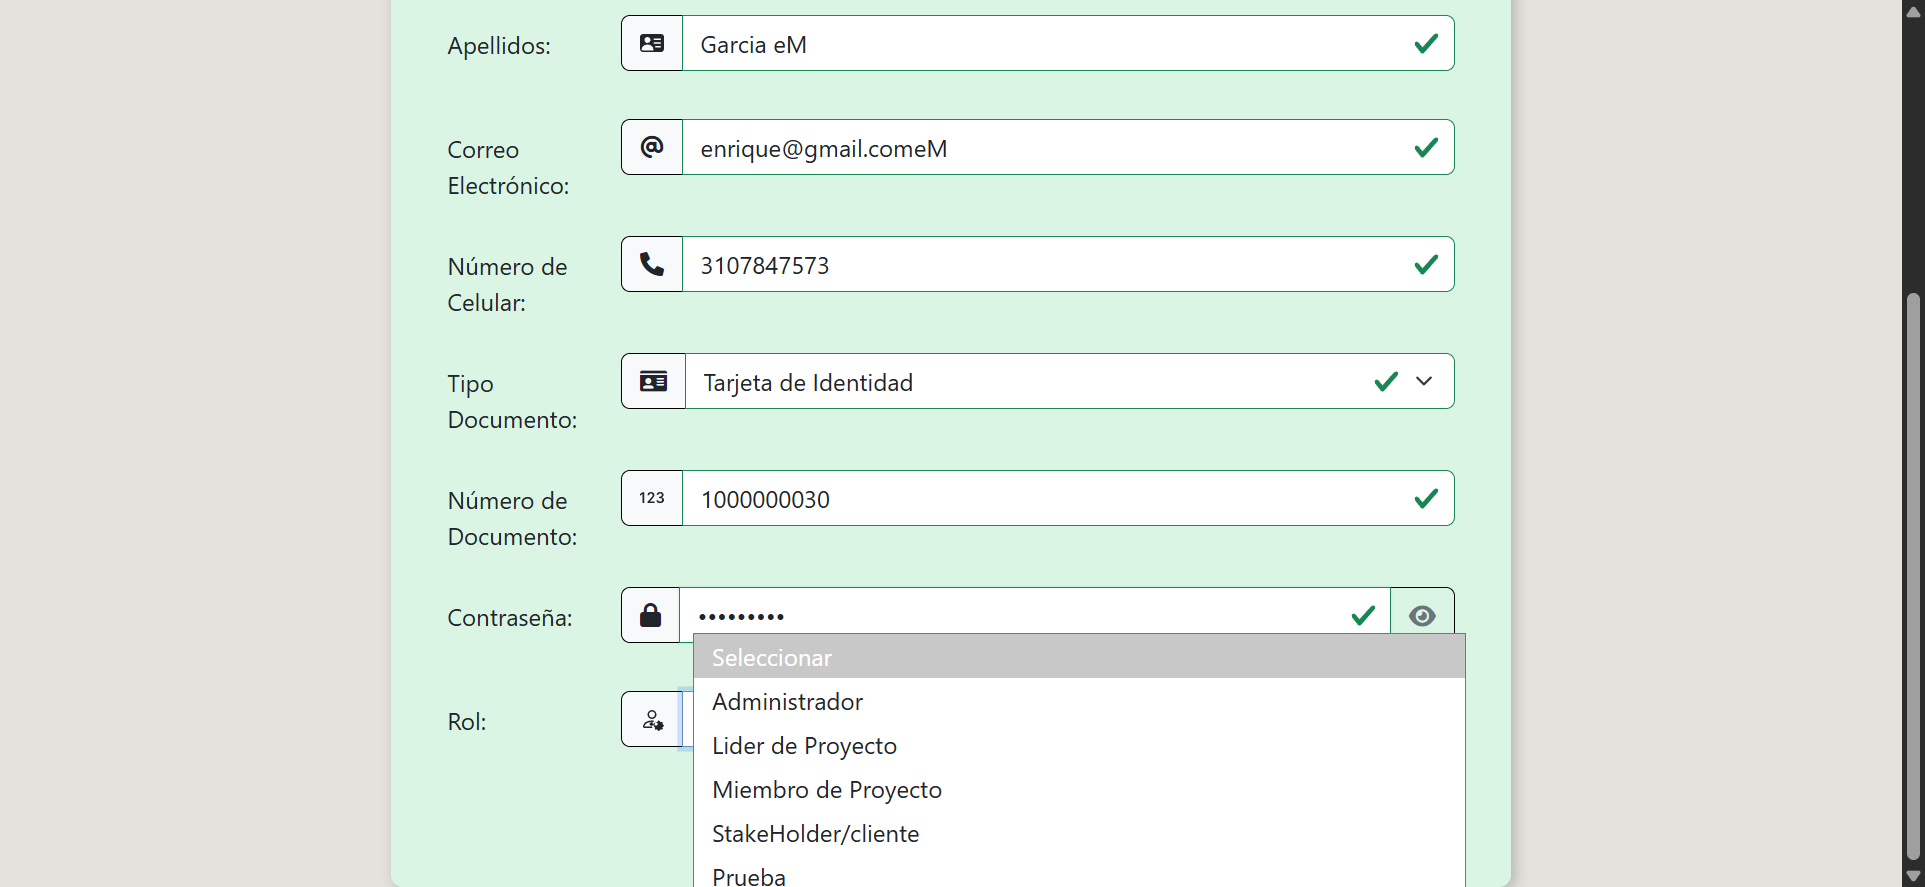 Apellidos:
Garcia eM
Correo
Electrónico:
enrique@gmail.comeM
Número de
Celular:
3107847573
Tipo
Documento:
Tarjeta de Identidad
Número de
Documento:
123
1000000030
Contraseña:
•••••••••
Rol:
Seleccionar
Administrador
Lider de Proyecto
Miembro de Proyecto
StakeHolder/cliente
Prueba